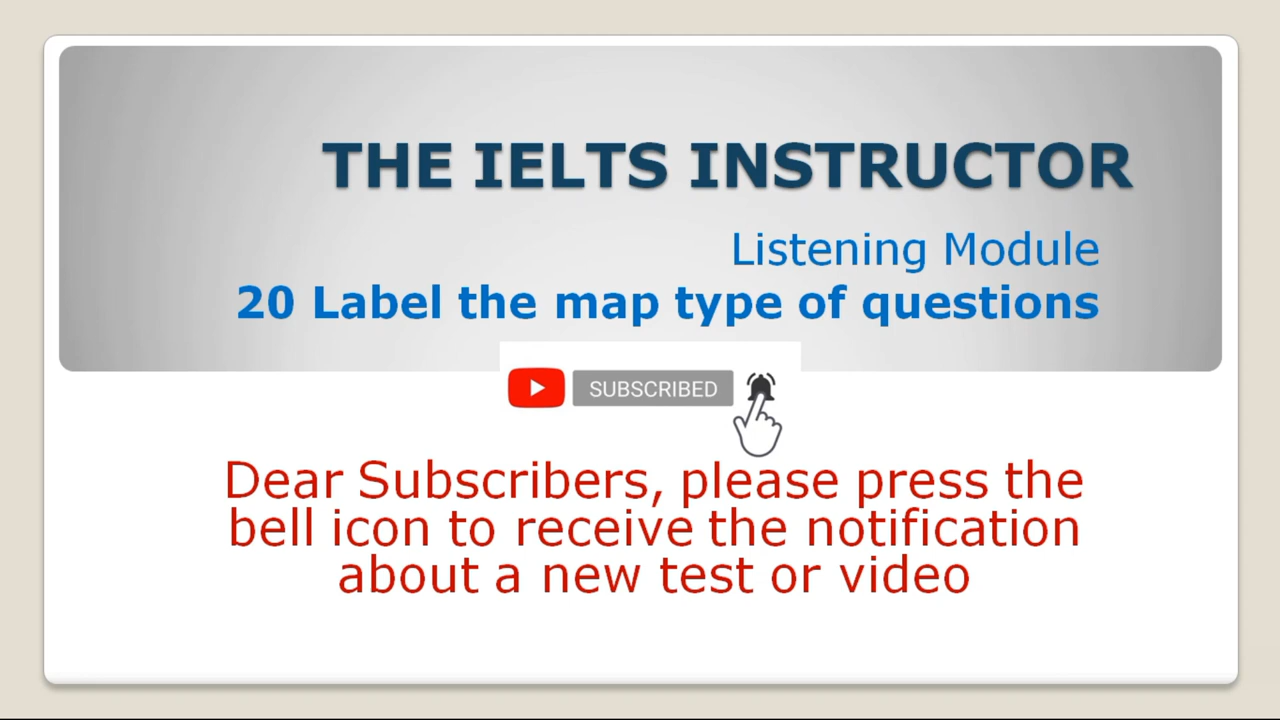 THE IELTS INSTRUCTOR
Listening Module
20 Label the map type of questions
SUBSCRIBED
Dear Subscribers, please press the
bell icon to receive the notification
about a new test or video